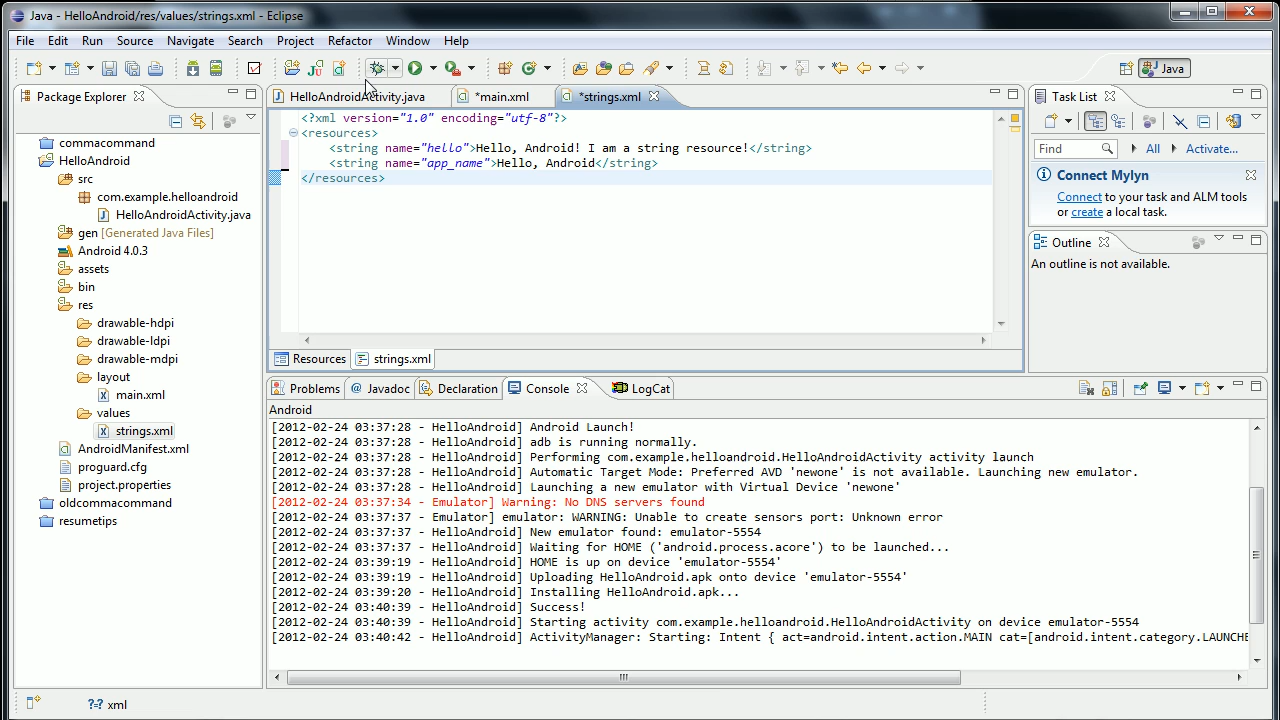 Java - HelloAndroid/res/values/strings.xml - Eclipse
File Edit Run Source Navigate Search Project Refactor Window Help
Java
Package Explorer
commacommand
HelloAndroid
src
com.example.helloandroid
HelloAndroidActivity.java
gen [Generated Java Files]
Android 4.0.3
assets
bin
res
drawable-hdpi
drawable-ldpi
drawable-mdpi
layout
main.xml
values
strings.xml
AndroidManifest.xml
proguard.cfg
project.properties
oldcommacommand
resumetips
HelloAndroidActivity.java *main.xml *strings.xml
<?xml version="1.0" encoding="utf-8"?>
<resources>
<string name="hello">Hello, Android! I am a string resource!</string>
<string name="app_name">Hello, Android</string>
</resources>
Resources strings.xml
Task List
Find All Activate...
Connect Mylyn
Connect to your task and ALM tools
or create a local task.
Outline
An outline is not available.
Problems @ Javadoc Declaration Console LogCat
Android
[2012-02-24 03:37:28 - HelloAndroid] Android Launch!
[2012-02-24 03:37:28 - HelloAndroid] adb is running normally.
[2012-02-24 03:37:28 - HelloAndroid] Performing com.example.helloandroid.HelloAndroidActivity activity launch
[2012-02-24 03:37:28 - HelloAndroid] Automatic Target Mode: Preferred AVD 'newone' is not available. Launching new emulator.
[2012-02-24 03:37:28 - HelloAndroid] Launching a new emulator with Virtual Device 'newone'
[2012-02-24 03:37:34 - Emulator] Warning: No DNS servers found
[2012-02-24 03:37:37 - Emulator] emulator: WARNING: Unable to create sensors port: Unknown error
[2012-02-24 03:37:37 - HelloAndroid] New emulator found: emulator-5554
[2012-02-24 03:37:37 - HelloAndroid] Waiting for HOME ('android.process.acore') to be launched...
[2012-02-24 03:39:19 - HelloAndroid] HOME is up on device 'emulator-5554'
[2012-02-24 03:39:19 - HelloAndroid] Uploading HelloAndroid.apk onto device 'emulator-5554'
[2012-02-24 03:39:20 - HelloAndroid] Installing HelloAndroid.apk...
[2012-02-24 03:40:39 - HelloAndroid] Success!
[2012-02-24 03:40:39 - HelloAndroid] Starting activity com.example.helloandroid.HelloAndroidActivity on device emulator-5554
[2012-02-24 03:40:42 - HelloAndroid] ActivityManager: Starting: Intent { act=android.intent.action.MAIN cat=[android.intent.category.LAUNCHE
?-? xml